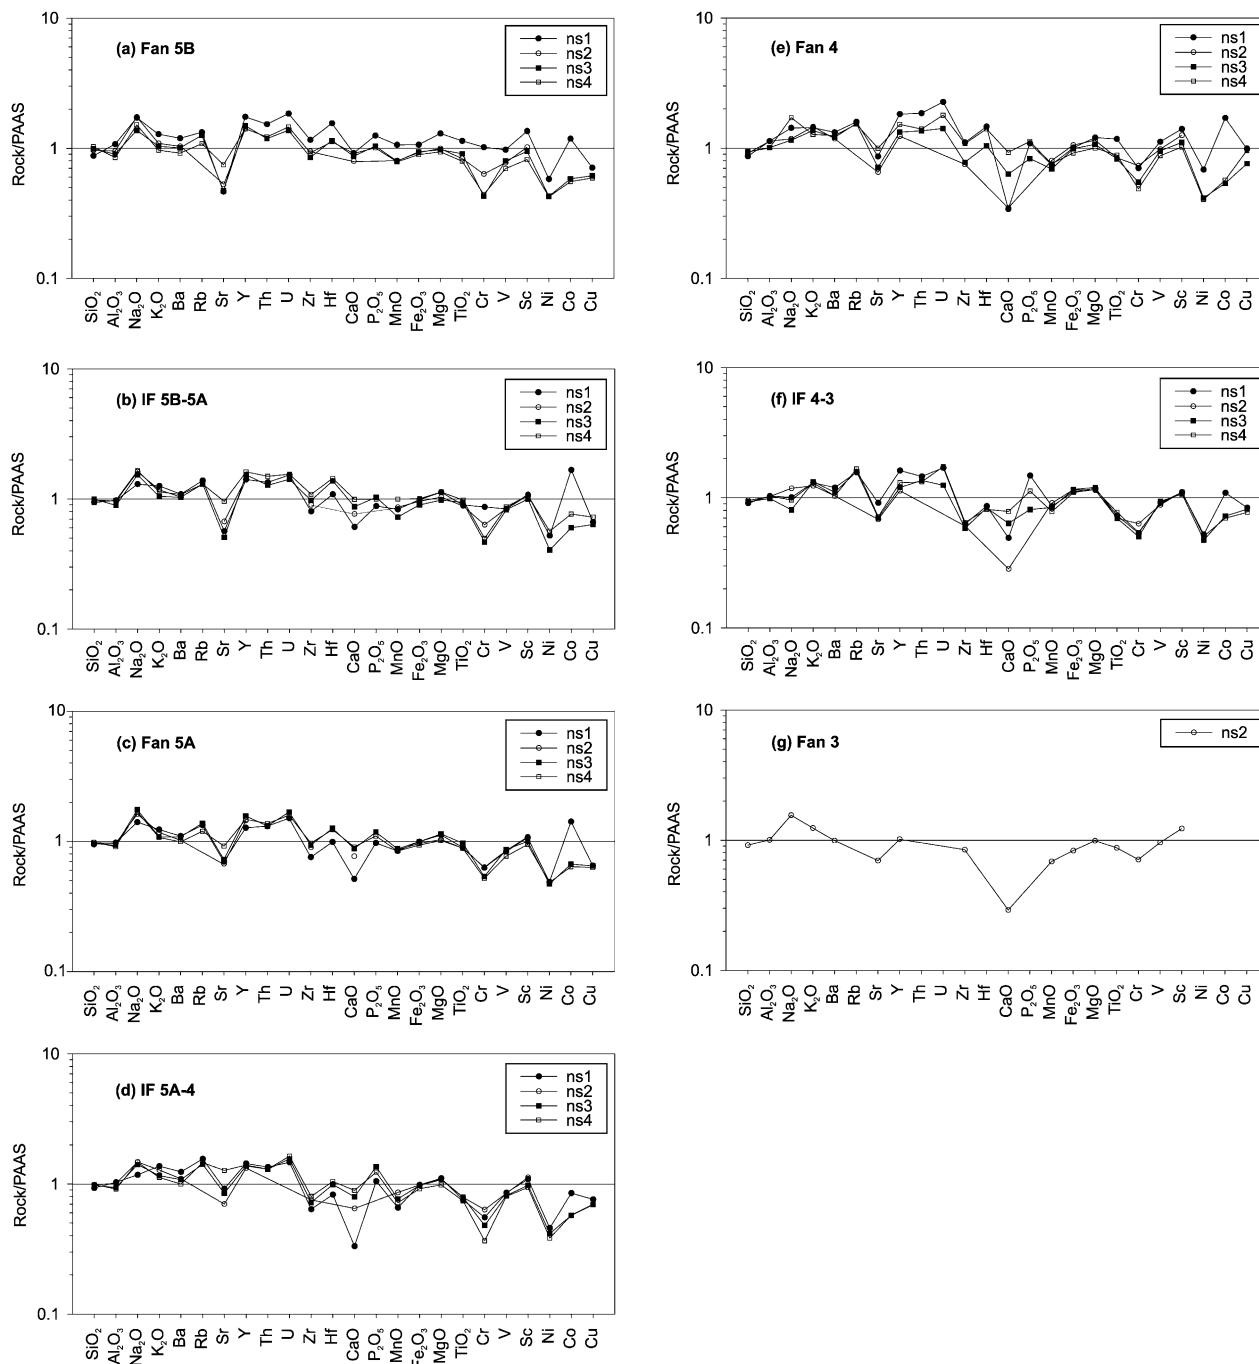 (a) Fan 5B
ns1
ns2
ns3
ns4
Rock/PAAS
10
1
0.1
SiO₂ Al₂O₃ Na₂O K₂O Ba Rb Sr Y Th U Zr Hf CaO P₂O₅ MnO Fe₂O₃ MgO TiO₂ Cr V Sc Ni Co Cu
(b) IF 5B-5A
ns1
ns2
ns3
ns4
Rock/PAAS
10
1
0.1
SiO₂ Al₂O₃ Na₂O K₂O Ba Rb Sr Y Th U Zr Hf CaO P₂O₅ MnO Fe₂O₃ MgO TiO₂ Cr V Sc Ni Co Cu
(c) Fan 5A
ns1
ns2
ns3
ns4
Rock/PAAS
10
1
0.1
SiO₂ Al₂O₃ Na₂O K₂O Ba Rb Sr Y Th U Zr Hf CaO P₂O₅ MnO Fe₂O₃ MgO TiO₂ Cr V Sc Ni Co Cu
(d) IF 5A-4
ns1
ns2
ns3
ns4
Rock/PAAS
10
1
0.1
SiO₂ Al₂O₃ Na₂O K₂O Ba Rb Sr Y Th U Zr Hf CaO P₂O₅ MnO Fe₂O₃ MgO TiO₂ Cr V Sc Ni Co Cu
(e) Fan 4
ns1
ns2
ns3
ns4
Rock/PAAS
10
1
0.1
SiO₂ Al₂O₃ Na₂O K₂O Ba Rb Sr Y Th U Zr Hf CaO P₂O₅ MnO Fe₂O₃ MgO TiO₂ Cr V Sc Ni Co Cu
(f) IF 4-3
ns1
ns2
ns3
ns4
Rock/PAAS
10
1
0.1
SiO₂ Al₂O₃ Na₂O K₂O Ba Rb Sr Y Th U Zr Hf CaO P₂O₅ MnO Fe₂O₃ MgO TiO₂ Cr V Sc Ni Co Cu
(g) Fan 3
ns2
Rock/PAAS
10
1
0.1
SiO₂ Al₂O₃ Na₂O K₂O Ba Rb Sr Y Th U Zr Hf CaO P₂O₅ MnO Fe₂O₃ MgO TiO₂ Cr V Sc Ni Co Cu